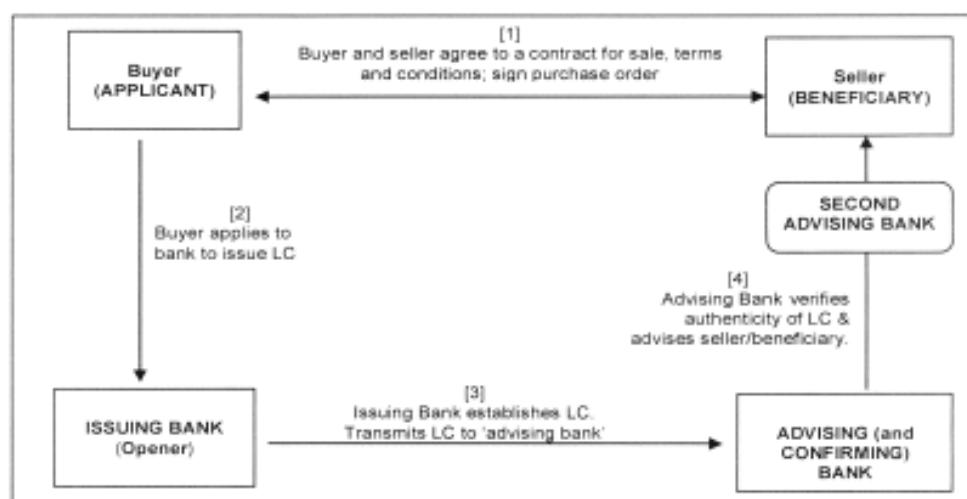 [1]
Buyer and seller agree to a contract for sale, terms
and conditions; sign purchase order
Buyer
(APPLICANT)
Seller
(BENEFICIARY)
SECOND
ADVISING BANK
[2]
Buyer applies to
bank to issue LC
[4]
Advising Bank verifies
authenticity of LC &
advises seller/beneficiary.
[3]
Issuing Bank establishes LC.
Transmits LC to 'advising bank'
ISSUING BANK
(Opener)
ADVISING (and
CONFIRMING)
BANK